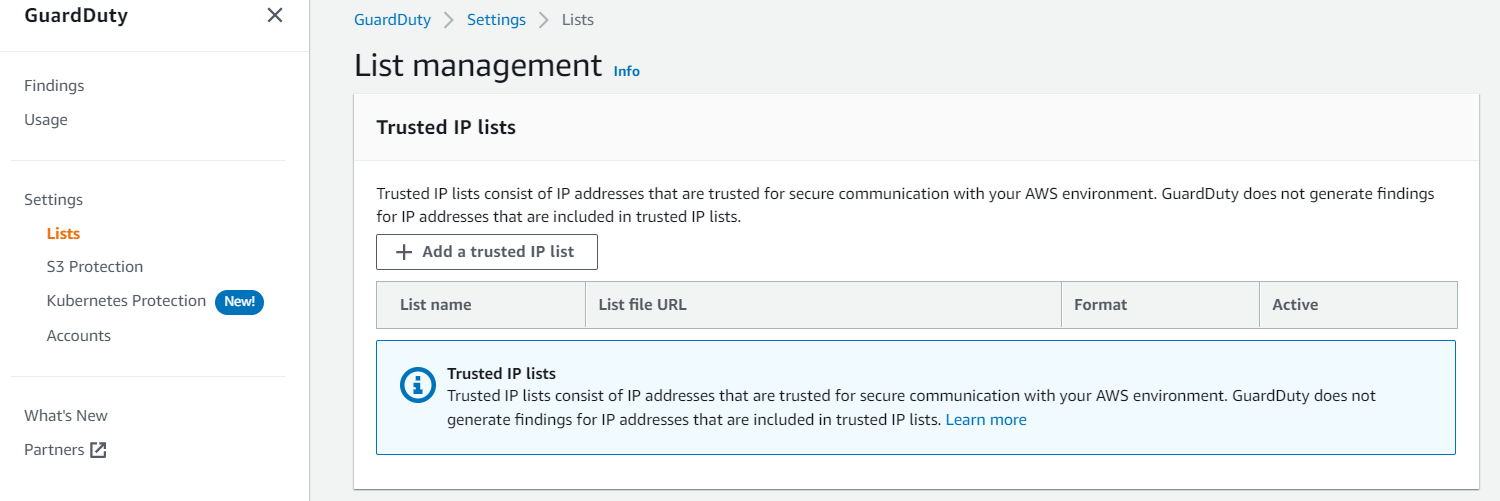 GuardDuty
Findings
Usage
Settings
Lists
S3 Protection
Kubernetes Protection New!
Accounts
What's New
Partners
GuardDuty > Settings > Lists
List management Info
Trusted IP lists
Trusted IP lists consist of IP addresses that are trusted for secure communication with your AWS environment. GuardDuty does not generate findings
for IP addresses that are included in trusted IP lists.
+ Add a trusted IP list
List name List file URL Format Active
Trusted IP lists
Trusted IP lists consist of IP addresses that are trusted for secure communication with your AWS environment. GuardDuty does not
generate findings for IP addresses that are included in trusted IP lists. Learn more